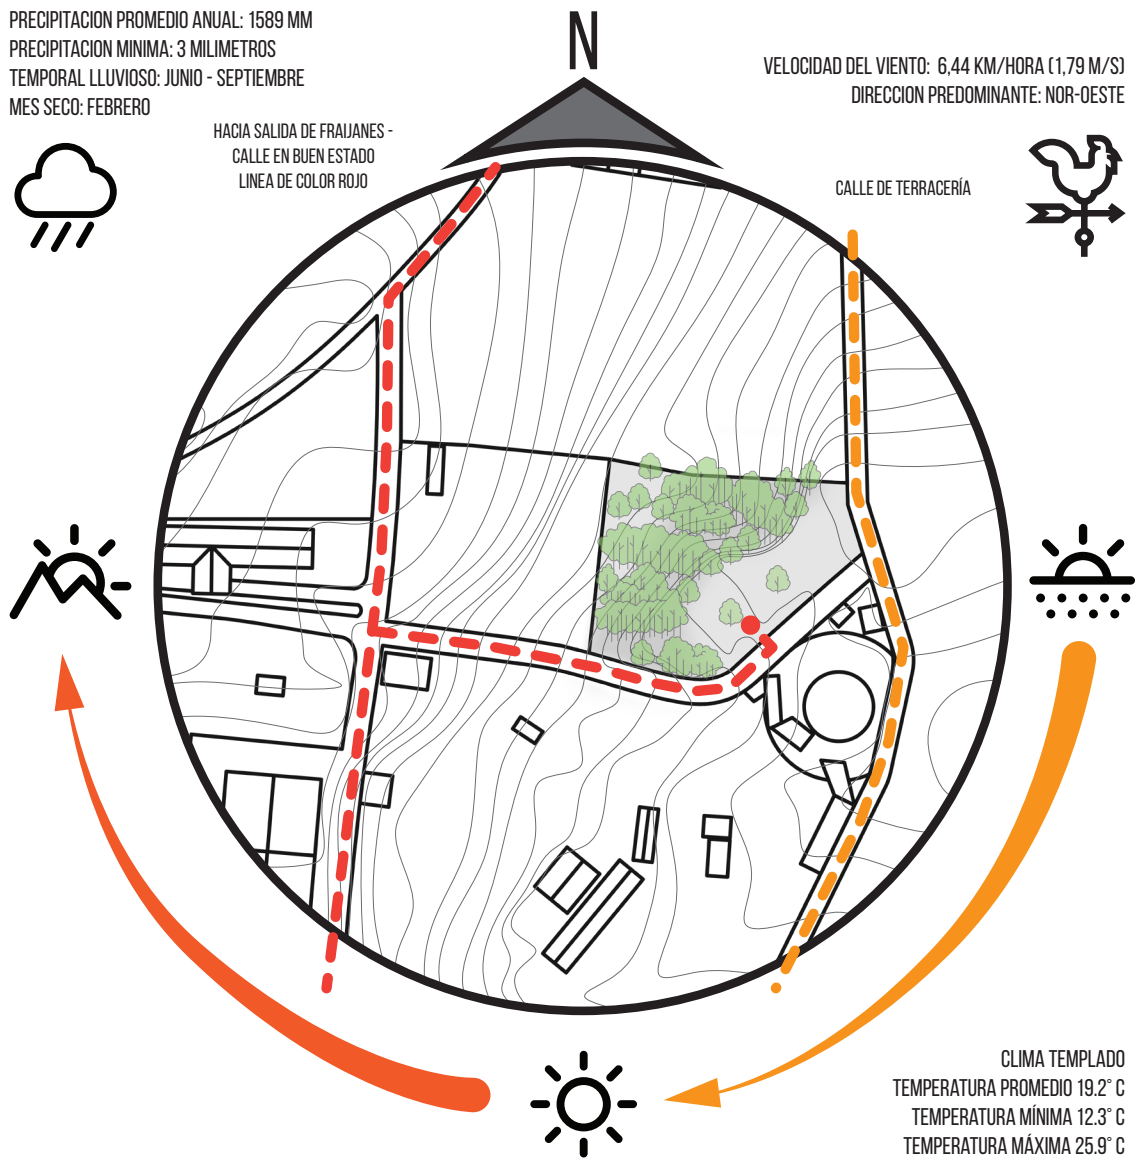 PRECIPITACION PROMEDIO ANUAL: 1589 MM
PRECIPITACION MINIMA: 3 MILIMETROS
TEMPORAL LLUVIOSO: JUNIO - SEPTIEMBRE
MES SECO: FEBRERO
N
VELOCIDAD DEL VIENTO: 6,44 KM/HORA (1,79 M/S)
DIRECCION PREDOMINANTE: NOR-OESTE
HACIA SALIDA DE FRAIJANES -
CALLE EN BUEN ESTADO
LINEA DE COLOR ROJO
CALLE DE TERRACERÍA
CLIMA TEMPLADO
TEMPERATURA PROMEDIO 19.2° C
TEMPERATURA MÍNIMA 12.3° C
TEMPERATURA MÁXIMA 25.9° C